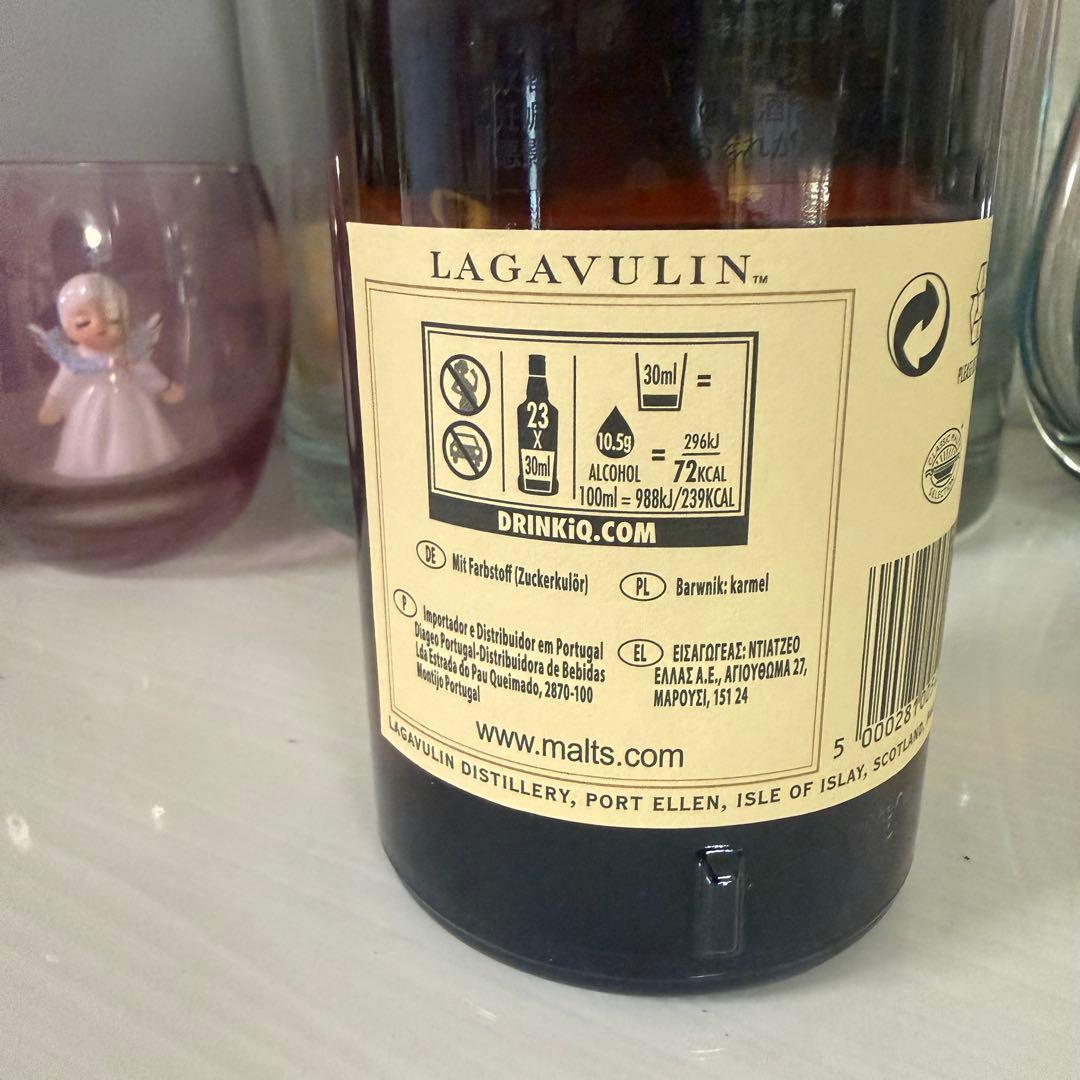 LAGAVULIN™
23
X
30ml
30ml =
10.5g
ALCOHOL
= 296kJ
72KCAL
100ml = 988kJ/239KCAL
DRINKiQ.COM
DE Mit Farbstoff (Zuckerkulör)
PL Barwnik: karmel
P Importador e Distribuidor em Portugal
Diageo Portugal-Distribuidora de Bebidas
Lda Estrada do Pau Queimado, 2870-100
Montijo Portugal
EL ΕΙΣΑΓΩΓΕΑΣ: ΝΤΙΑΤΖΕΟ
ΕΛΛΑΣ Α.Ε., ΑΓΙΟΥΘΩΜΑ 27,
ΜΑΡΟΥΣΙ, 151 24
www.malts.com
LAGAVULIN DISTILLERY, PORT ELLEN, ISLE OF ISLAY, SCOTLAND,
CLASSIC
SELECTION